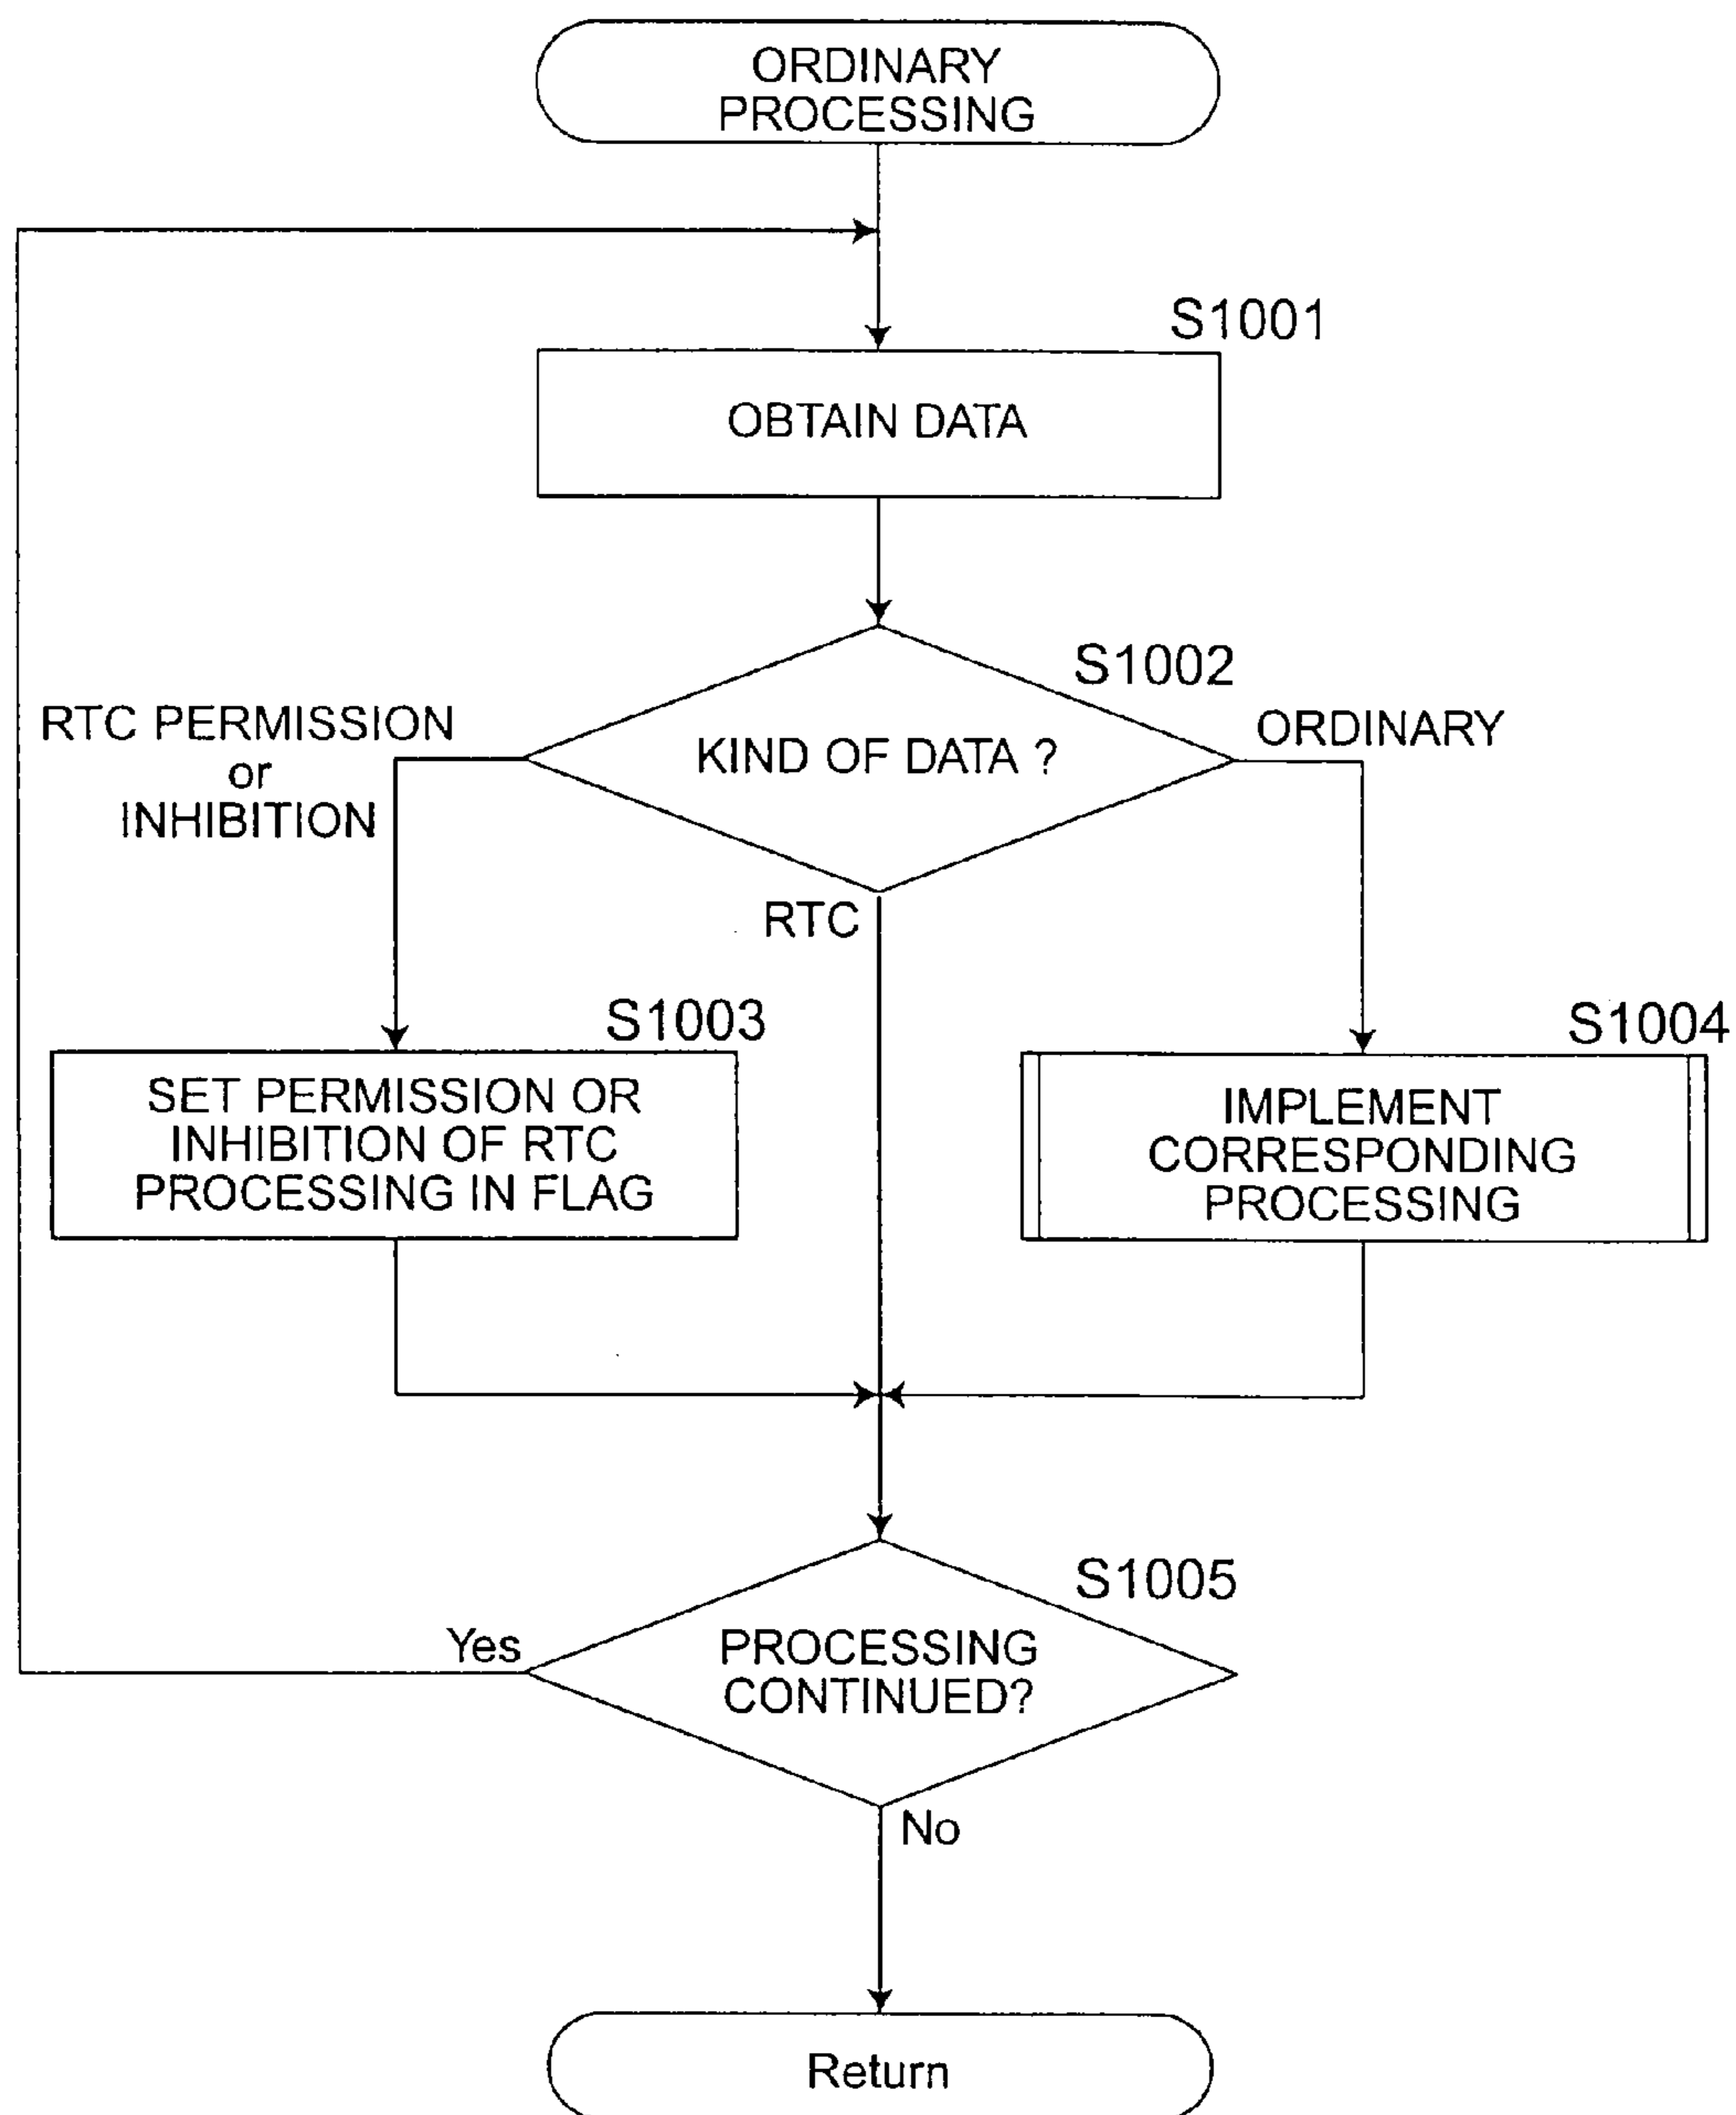 ORDINARY
PROCESSING
S1001
OBTAIN DATA
S1002
RTC PERMISSION
or
INHIBITION
KIND OF DATA ?
ORDINARY
RTC
S1003
SET PERMISSION OR
INHIBITION OF RTC
PROCESSING IN FLAG
S1004
IMPLEMENT
CORRESPONDING
PROCESSING
S1005
Yes
PROCESSING
CONTINUED?
No
Return